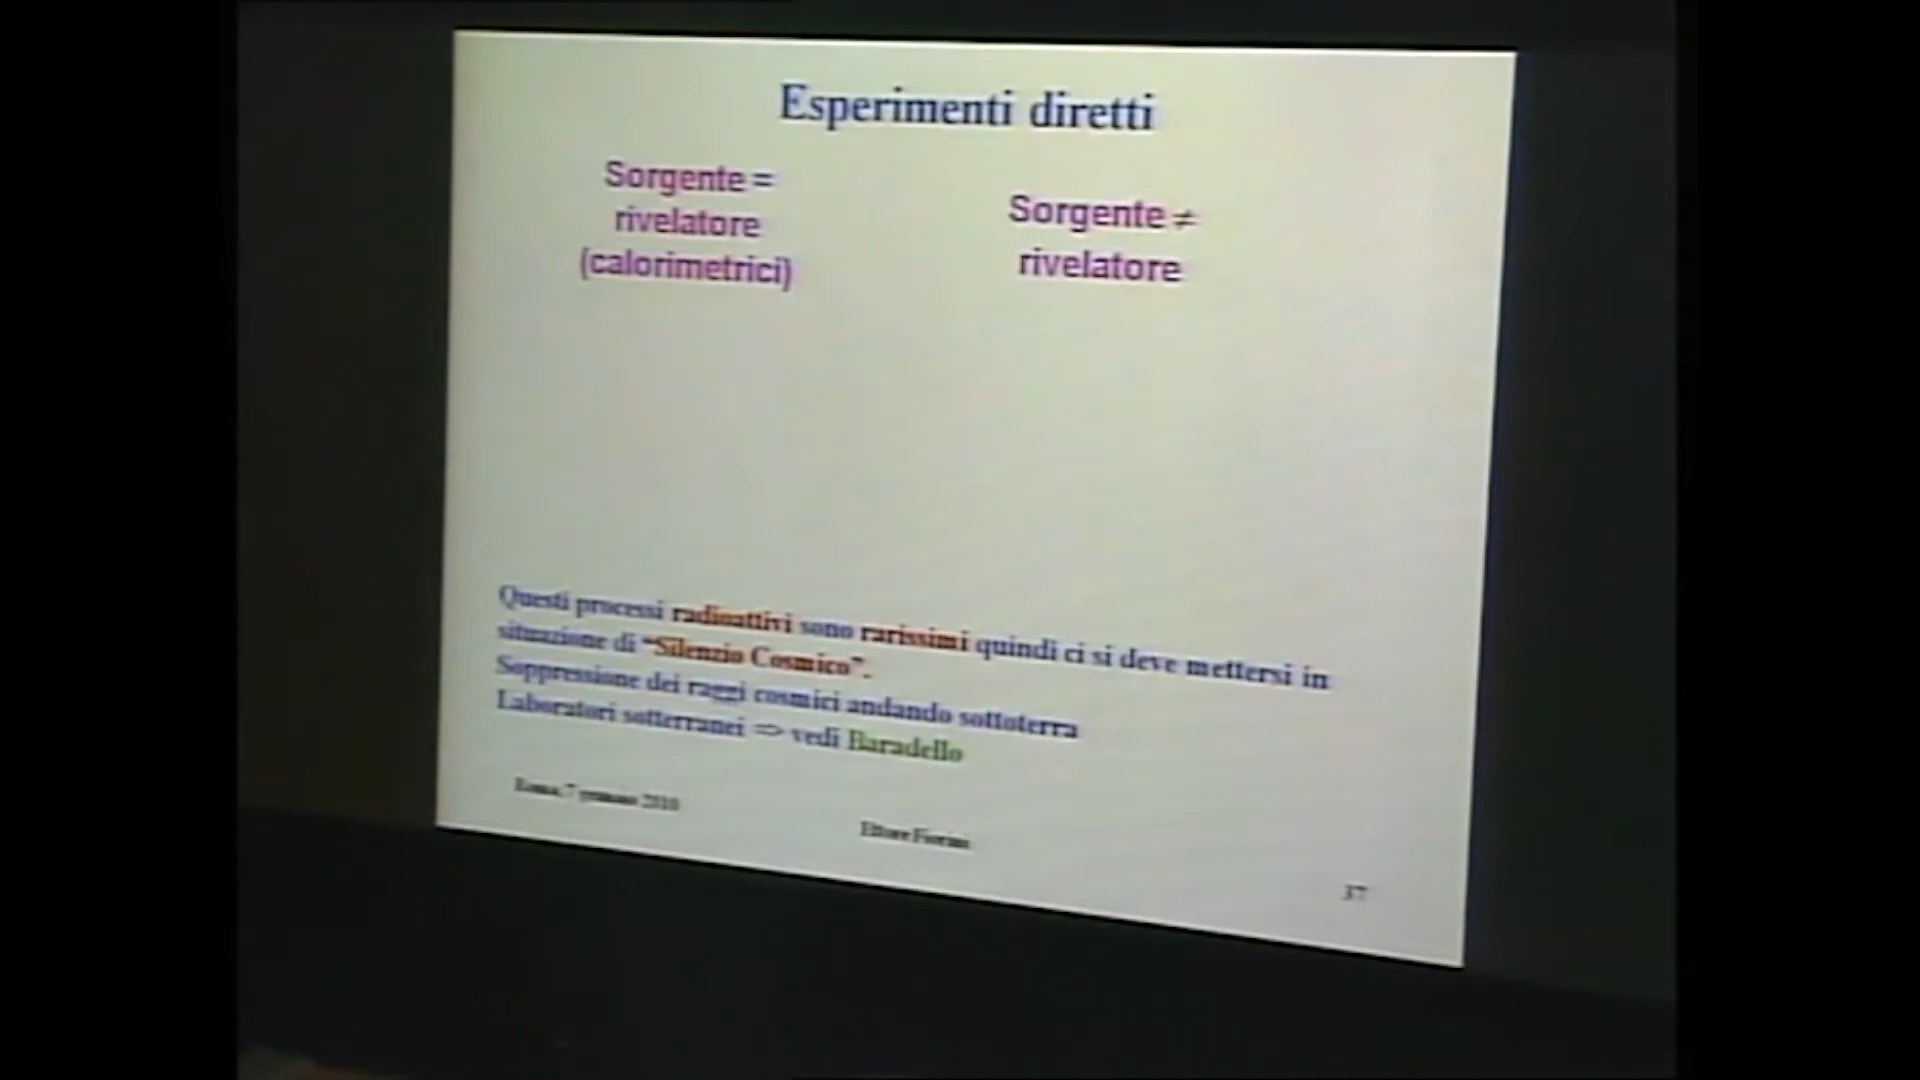 Esperimenti diretti
Sorgente =
rivelatore
(calorimetrici)
Sorgente ≠
rivelatore
Questi processi radioattivi sono rarissimi quindi ci si deve mettersi in
situazione di “Silenzio Cosmico”.
Soppressione dei raggi cosmici andando sottoterra
Laboratori sotterranei => vedi Baradello
Roma, 7 gennaio 2010
Ettore Fiorini
37